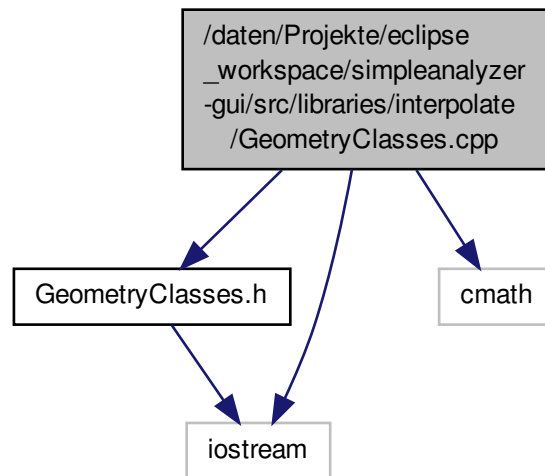 /daten/Projekte/eclipse
_workspace/simpleanalyzer
-gui/src/libraries/interpolate
/GeometryClasses.cpp
GeometryClasses.h
cmath
iostream